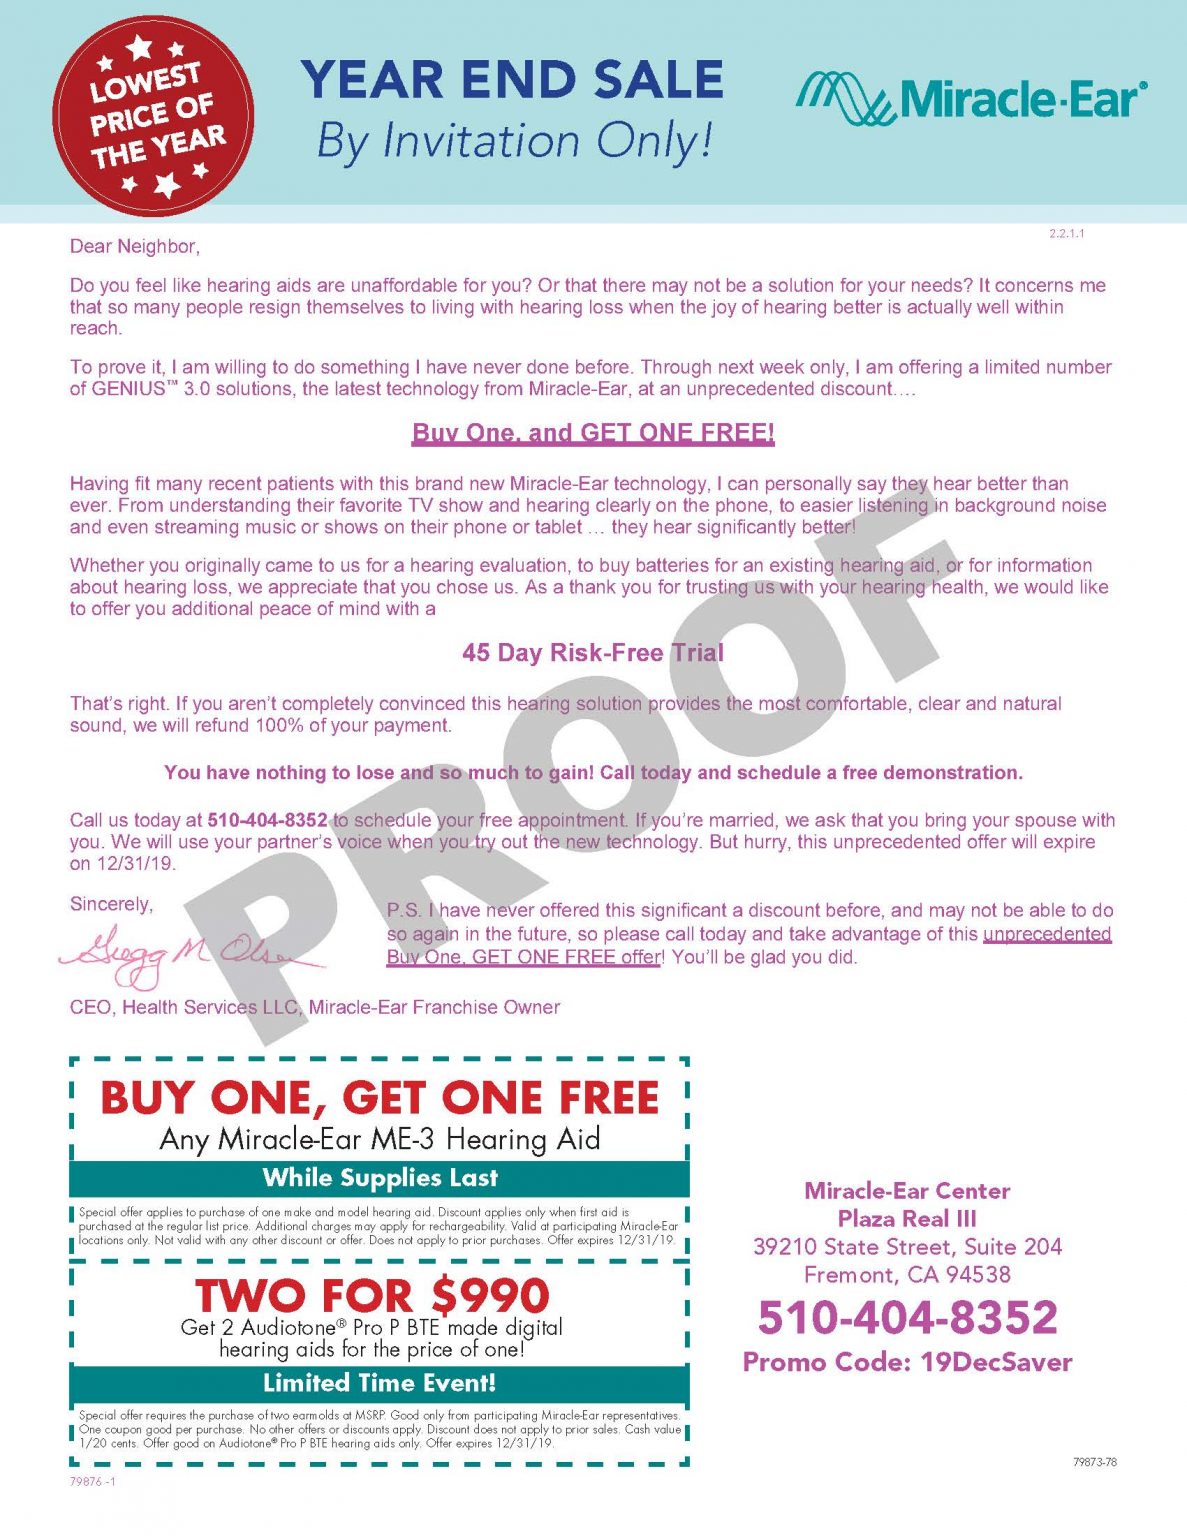 LOWEST
PRICE OF
THE YEAR
YEAR END SALE
By Invitation Only!
Miracle-Ear®
2.2.1.1
Dear Neighbor,
Do you feel like hearing aids are unaffordable for you? Or that there may not be a solution for your needs? It concerns me
that so many people resign themselves to living with hearing loss when the joy of hearing better is actually well within
reach.
To prove it, I am willing to do something I have never done before. Through next week only, I am offering a limited number
of GENIUS™ 3.0 solutions, the latest technology from Miracle-Ear, at an unprecedented discount….
Buy One, and GET ONE FREE!
Having fit many recent patients with this brand new Miracle-Ear technology, I can personally say they hear better than
ever. From understanding their favorite TV show and hearing clearly on the phone, to easier listening in background noise
and even streaming music or shows on their phone or tablet … they hear significantly better!
Whether you originally came to us for a hearing evaluation, to buy batteries for an existing hearing aid, or for information
about hearing loss, we appreciate that you chose us. As a thank you for trusting us with your hearing health, we would like
to offer you additional peace of mind with a
45 Day Risk-Free Trial
That's right. If you aren't completely convinced this hearing solution provides the most comfortable, clear and natural
sound, we will refund 100% of your payment.
You have nothing to lose and so much to gain! Call today and schedule a free demonstration.
Call us today at 510-404-8352 to schedule your free appointment. If you're married, we ask that you bring your spouse with
you. We will use your partner's voice when you try out the new technology. But hurry, this unprecedented offer will expire
on 12/31/19.
Sincerely,
Gregg M Olsen
P.S. I have never offered this significant a discount before, and may not be able to do
so again in the future, so please call today and take advantage of this unprecedented
Buy One, GET ONE FREE offer! You'll be glad you did.
CEO, Health Services LLC, Miracle-Ear Franchise Owner
PROOF
BUY ONE, GET ONE FREE
Any Miracle-Ear ME-3 Hearing Aid
While Supplies Last
Special offer applies to purchase of one make and model hearing aid. Discount applies only when first aid is
purchased at the regular list price. Additional charges may apply for rechargeability. Valid at participating Miracle-Ear
locations only. Not valid with any other discount or offer. Does not apply to prior purchases. Offer expires 12/31/19.
TWO FOR $990
Get 2 Audiotone® Pro P BTE made digital
hearing aids for the price of one!
Limited Time Event!
Special offer requires the purchase of two earmolds at MSRP. Good only from participating Miracle-Ear representatives.
One coupon good per purchase. No other offers or discounts apply. Discount does not apply to prior sales. Cash value
1/20 cents. Offer good on Audiotone® Pro P BTE hearing aids only. Offer expires 12/31/19.
79876 -1
Miracle-Ear Center
Plaza Real III
39210 State Street, Suite 204
Fremont, CA 94538
510-404-8352
Promo Code: 19DecSaver
79873-78